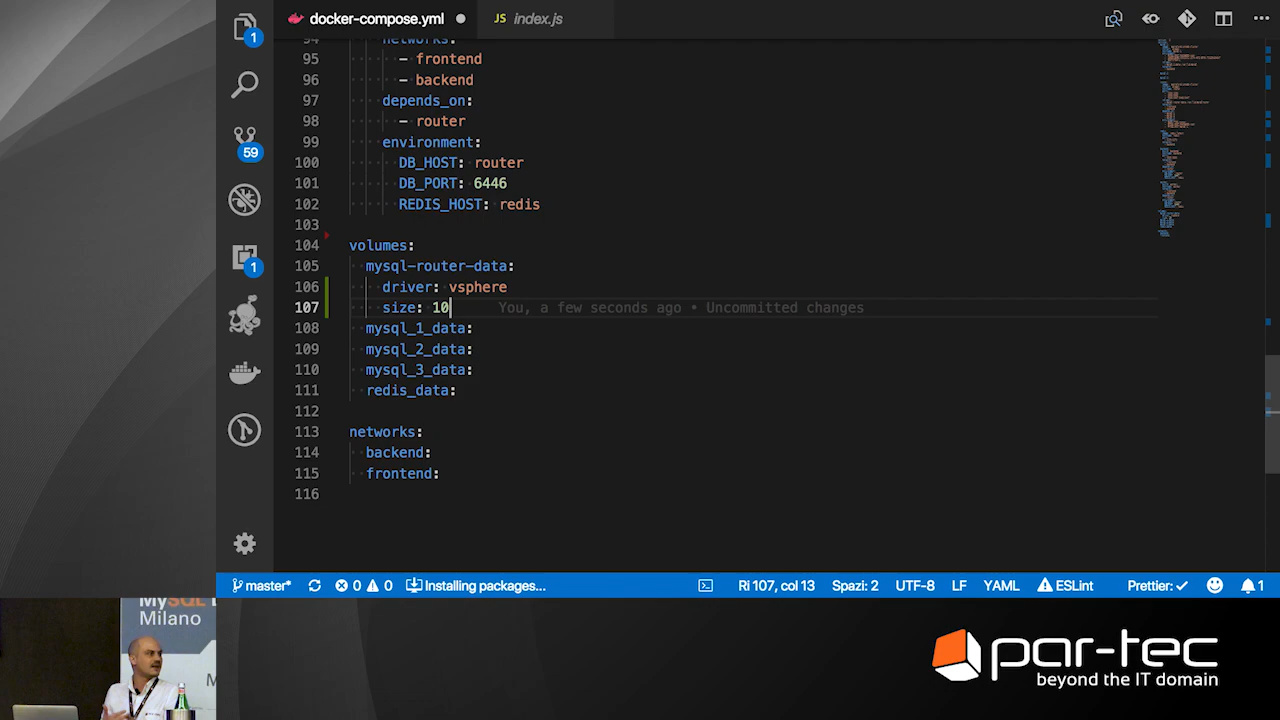 docker-compose.yml
JS index.js
1
59
1
94 networks:
95 - frontend
96 - backend
97 depends_on:
98 - router
99 environment:
100 DB_HOST: router
101 DB_PORT: 6446
102 REDIS_HOST: redis
103
104 volumes:
105 mysql-router-data:
106 driver: vsphere
107 size: 10 You, a few seconds ago • Uncommitted changes
108 mysql_1_data:
109 mysql_2_data:
110 mysql_3_data:
111 redis_data:
112
113 networks:
114 backend:
115 frontend:
116
master* 0 0 Installing packages... Ri 107, col 13 Spazi: 2 UTF-8 LF YAML ESLint Prettier: ✓ 1
MySQL
Milano
par-tec
beyond the IT domain